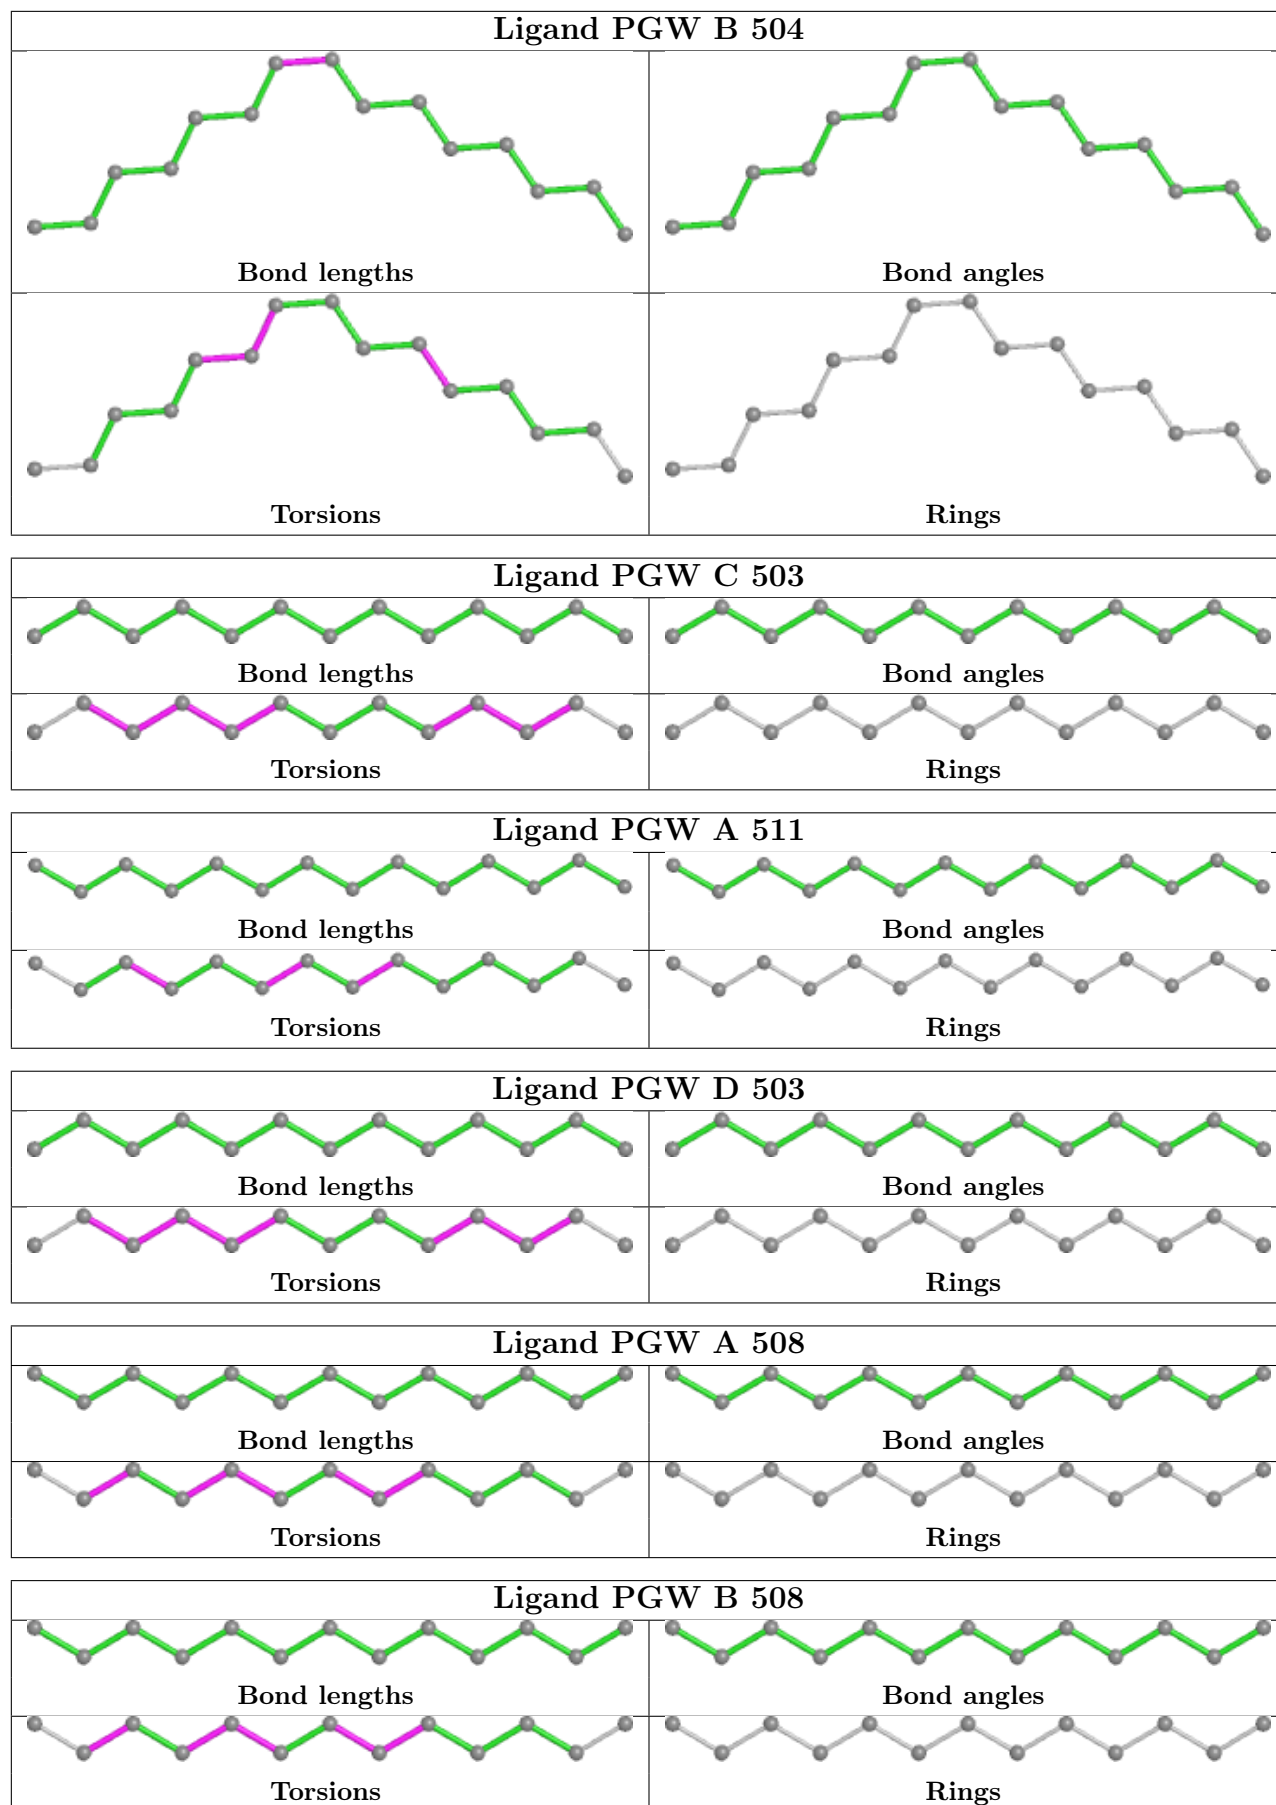 Ligand PGW B 504
Bond lengths
Bond angles
Torsions
Rings
Ligand PGW C 503
Bond lengths
Bond angles
Torsions
Rings
Ligand PGW A 511
Bond lengths
Bond angles
Torsions
Rings
Ligand PGW D 503
Bond lengths
Bond angles
Torsions
Rings
Ligand PGW A 508
Bond lengths
Bond angles
Torsions
Rings
Ligand PGW B 508
Bond lengths
Bond angles
Torsions
Rings